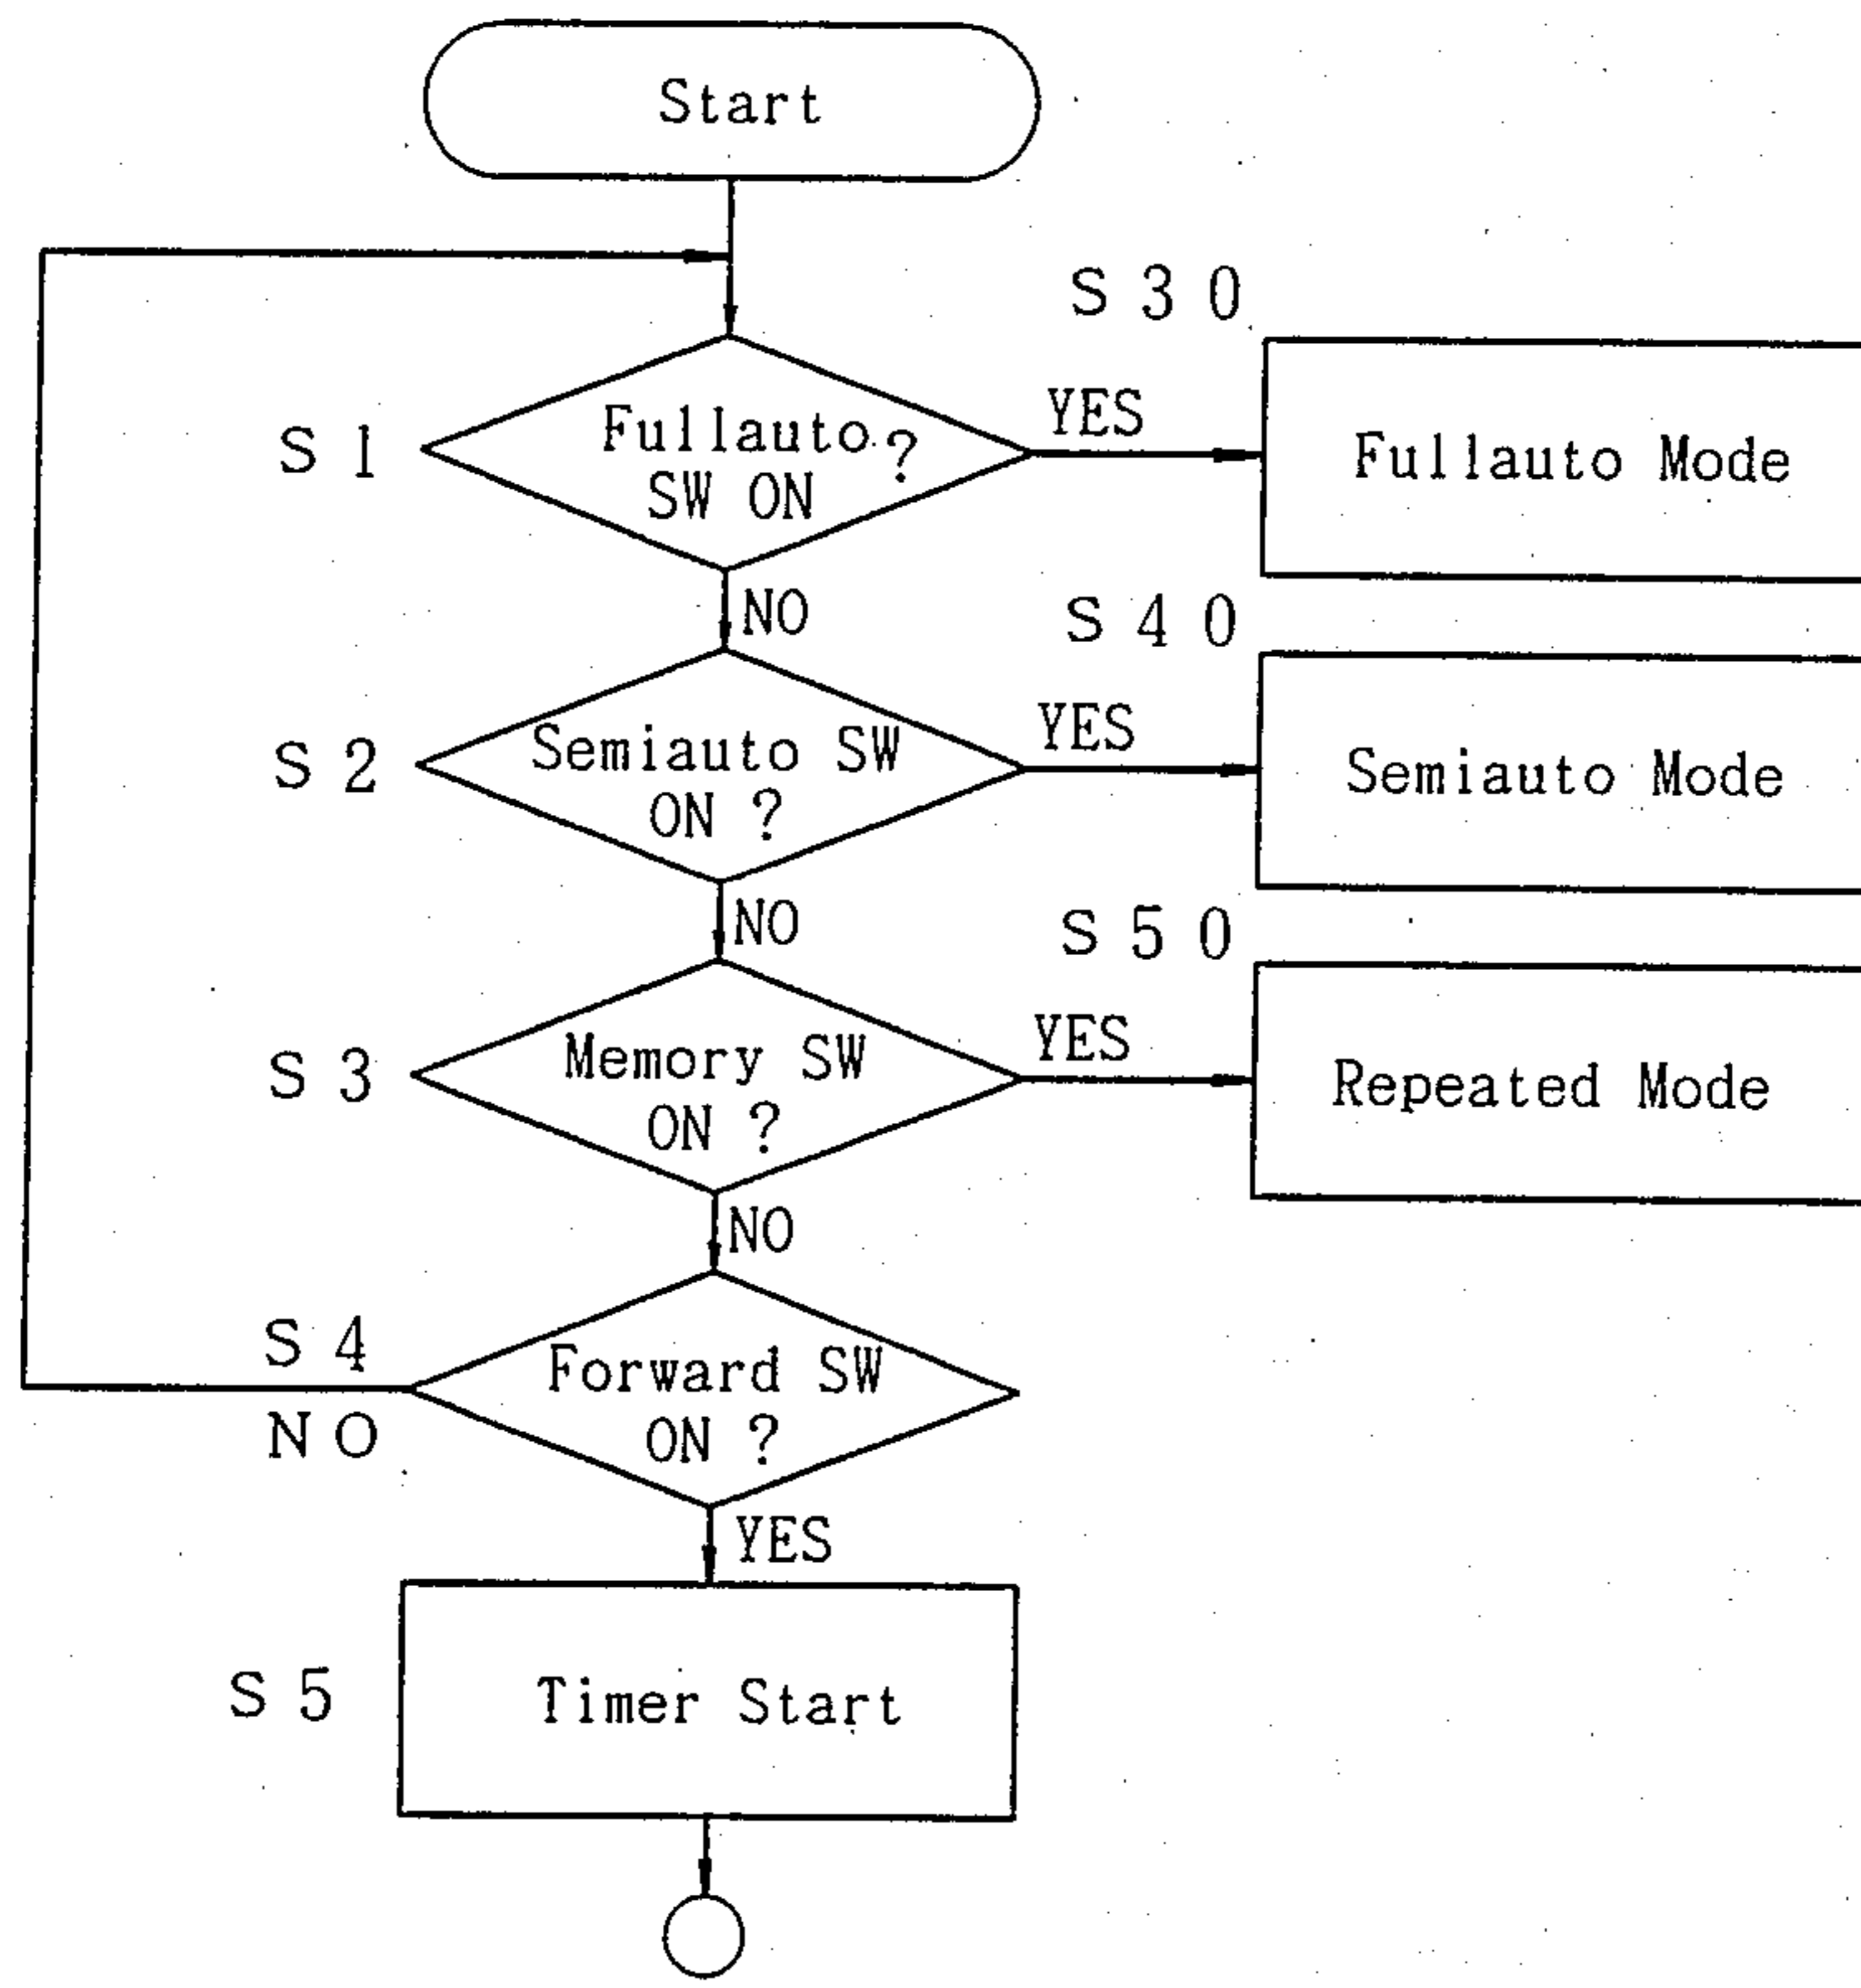 Start
S 3 0
S 1
Fullauto ?
SW ON
YES
Fullauto Mode
NO
S 4 0
S 2
Semiauto SW
ON ?
YES
Semiauto Mode
NO
S 5 0
S 3
Memory SW
ON ?
YES
Repeated Mode
NO
S 4
Forward SW
ON ?
NO
YES
S 5
Timer Start